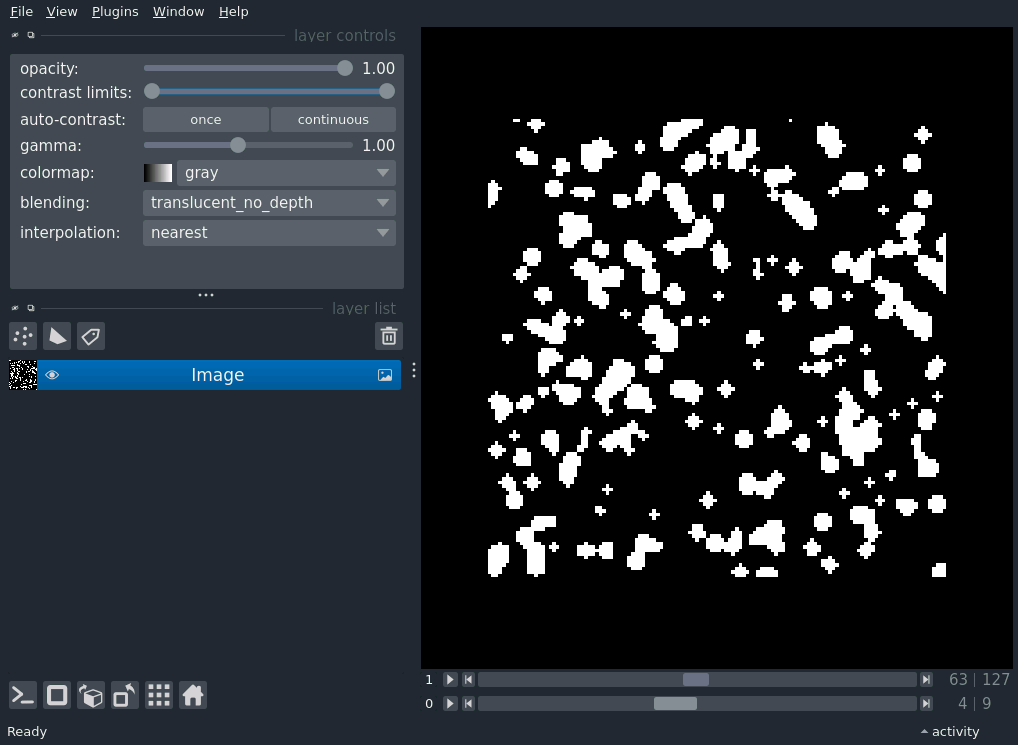 File View Plugins Window Help
layer controls
opacity: 1.00
contrast limits:
auto-contrast: once continuous
gamma: 1.00
colormap: gray
blending: translucent_no_depth
interpolation: nearest
layer list
Image
1 63 | 127
0 4 | 9
Ready activity